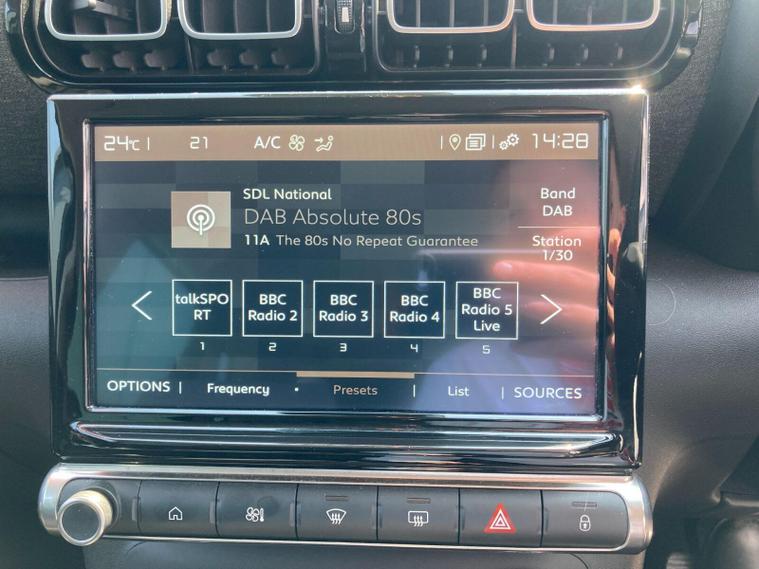 24°C | 21 A/C | | 14:28
SDL National
DAB Absolute 80s
11A The 80s No Repeat Guarantee
Band
DAB
Station
1/30
talkSPO
RT
BBC
Radio 2
BBC
Radio 3
BBC
Radio 4
BBC
Radio 5
Live
1 2 3 4 5
OPTIONS | Frequency • Presets | List | SOURCES